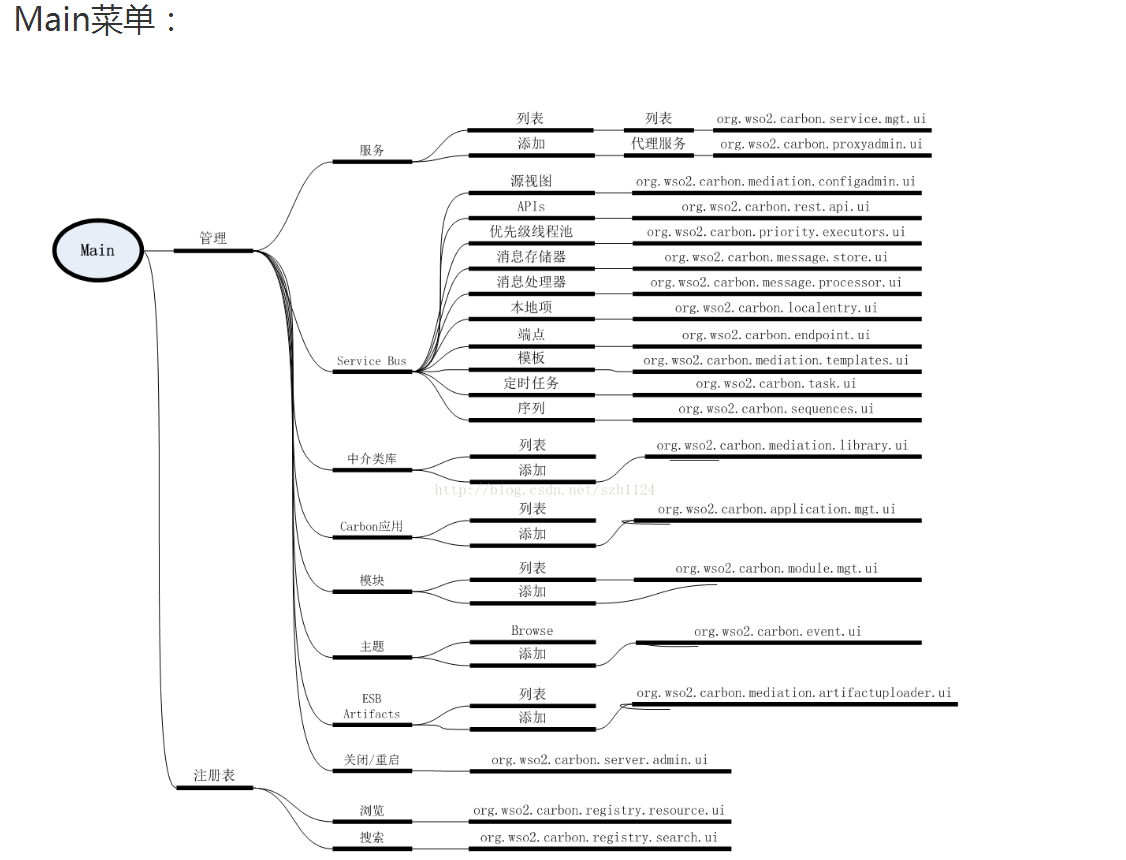 Main菜单：
列表 列表 org.wso2.carbon.service.mgt.ui
服务 添加 代理服务 org.wso2.carbon.proxyadmin.ui
源视图 org.wso2.carbon.mediation.configadmin.ui
APIs org.wso2.carbon.rest.api.ui
Main 管理 优先级线程池 org.wso2.carbon.priority.executors.ui
消息存储器 org.wso2.carbon.message.store.ui
消息处理器 org.wso2.carbon.message.processor.ui
本地项 org.wso2.carbon.localentry.ui
端点 org.wso2.carbon.endpoint.ui
Service Bus 模板 org.wso2.carbon.mediation.templates.ui
定时任务 org.wso2.carbon.task.ui
序列 org.wso2.carbon.sequences.ui
列表 org.wso2.carbon.mediation.library.ui
中介类库
添加
http://blog.csdn.net/szh1124
列表 org.wso2.carbon.application.mgt.ui
Carbon应用
添加
列表 org.wso2.carbon.module.mgt.ui
模块
添加
Browse org.wso2.carbon.event.ui
主题
添加
列表 org.wso2.carbon.mediation.artifactuploader.ui
ESB
Artifacts 添加
关闭/重启 org.wso2.carbon.server.admin.ui
注册表
浏览 org.wso2.carbon.registry.resource.ui
搜索 org.wso2.carbon.registry.search.ui